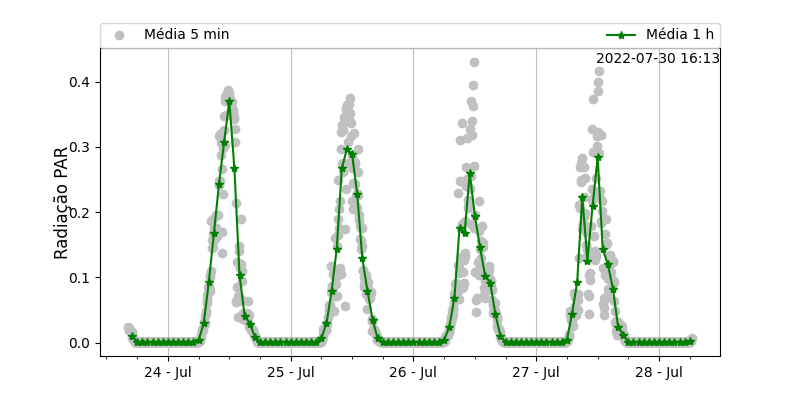 Média 5 min
Média 1 h
2022-07-30 16:13
Radiação PAR
0.4
0.3
0.2
0.1
0.0
24 - Jul
25 - Jul
26 - Jul
27 - Jul
28 - Jul